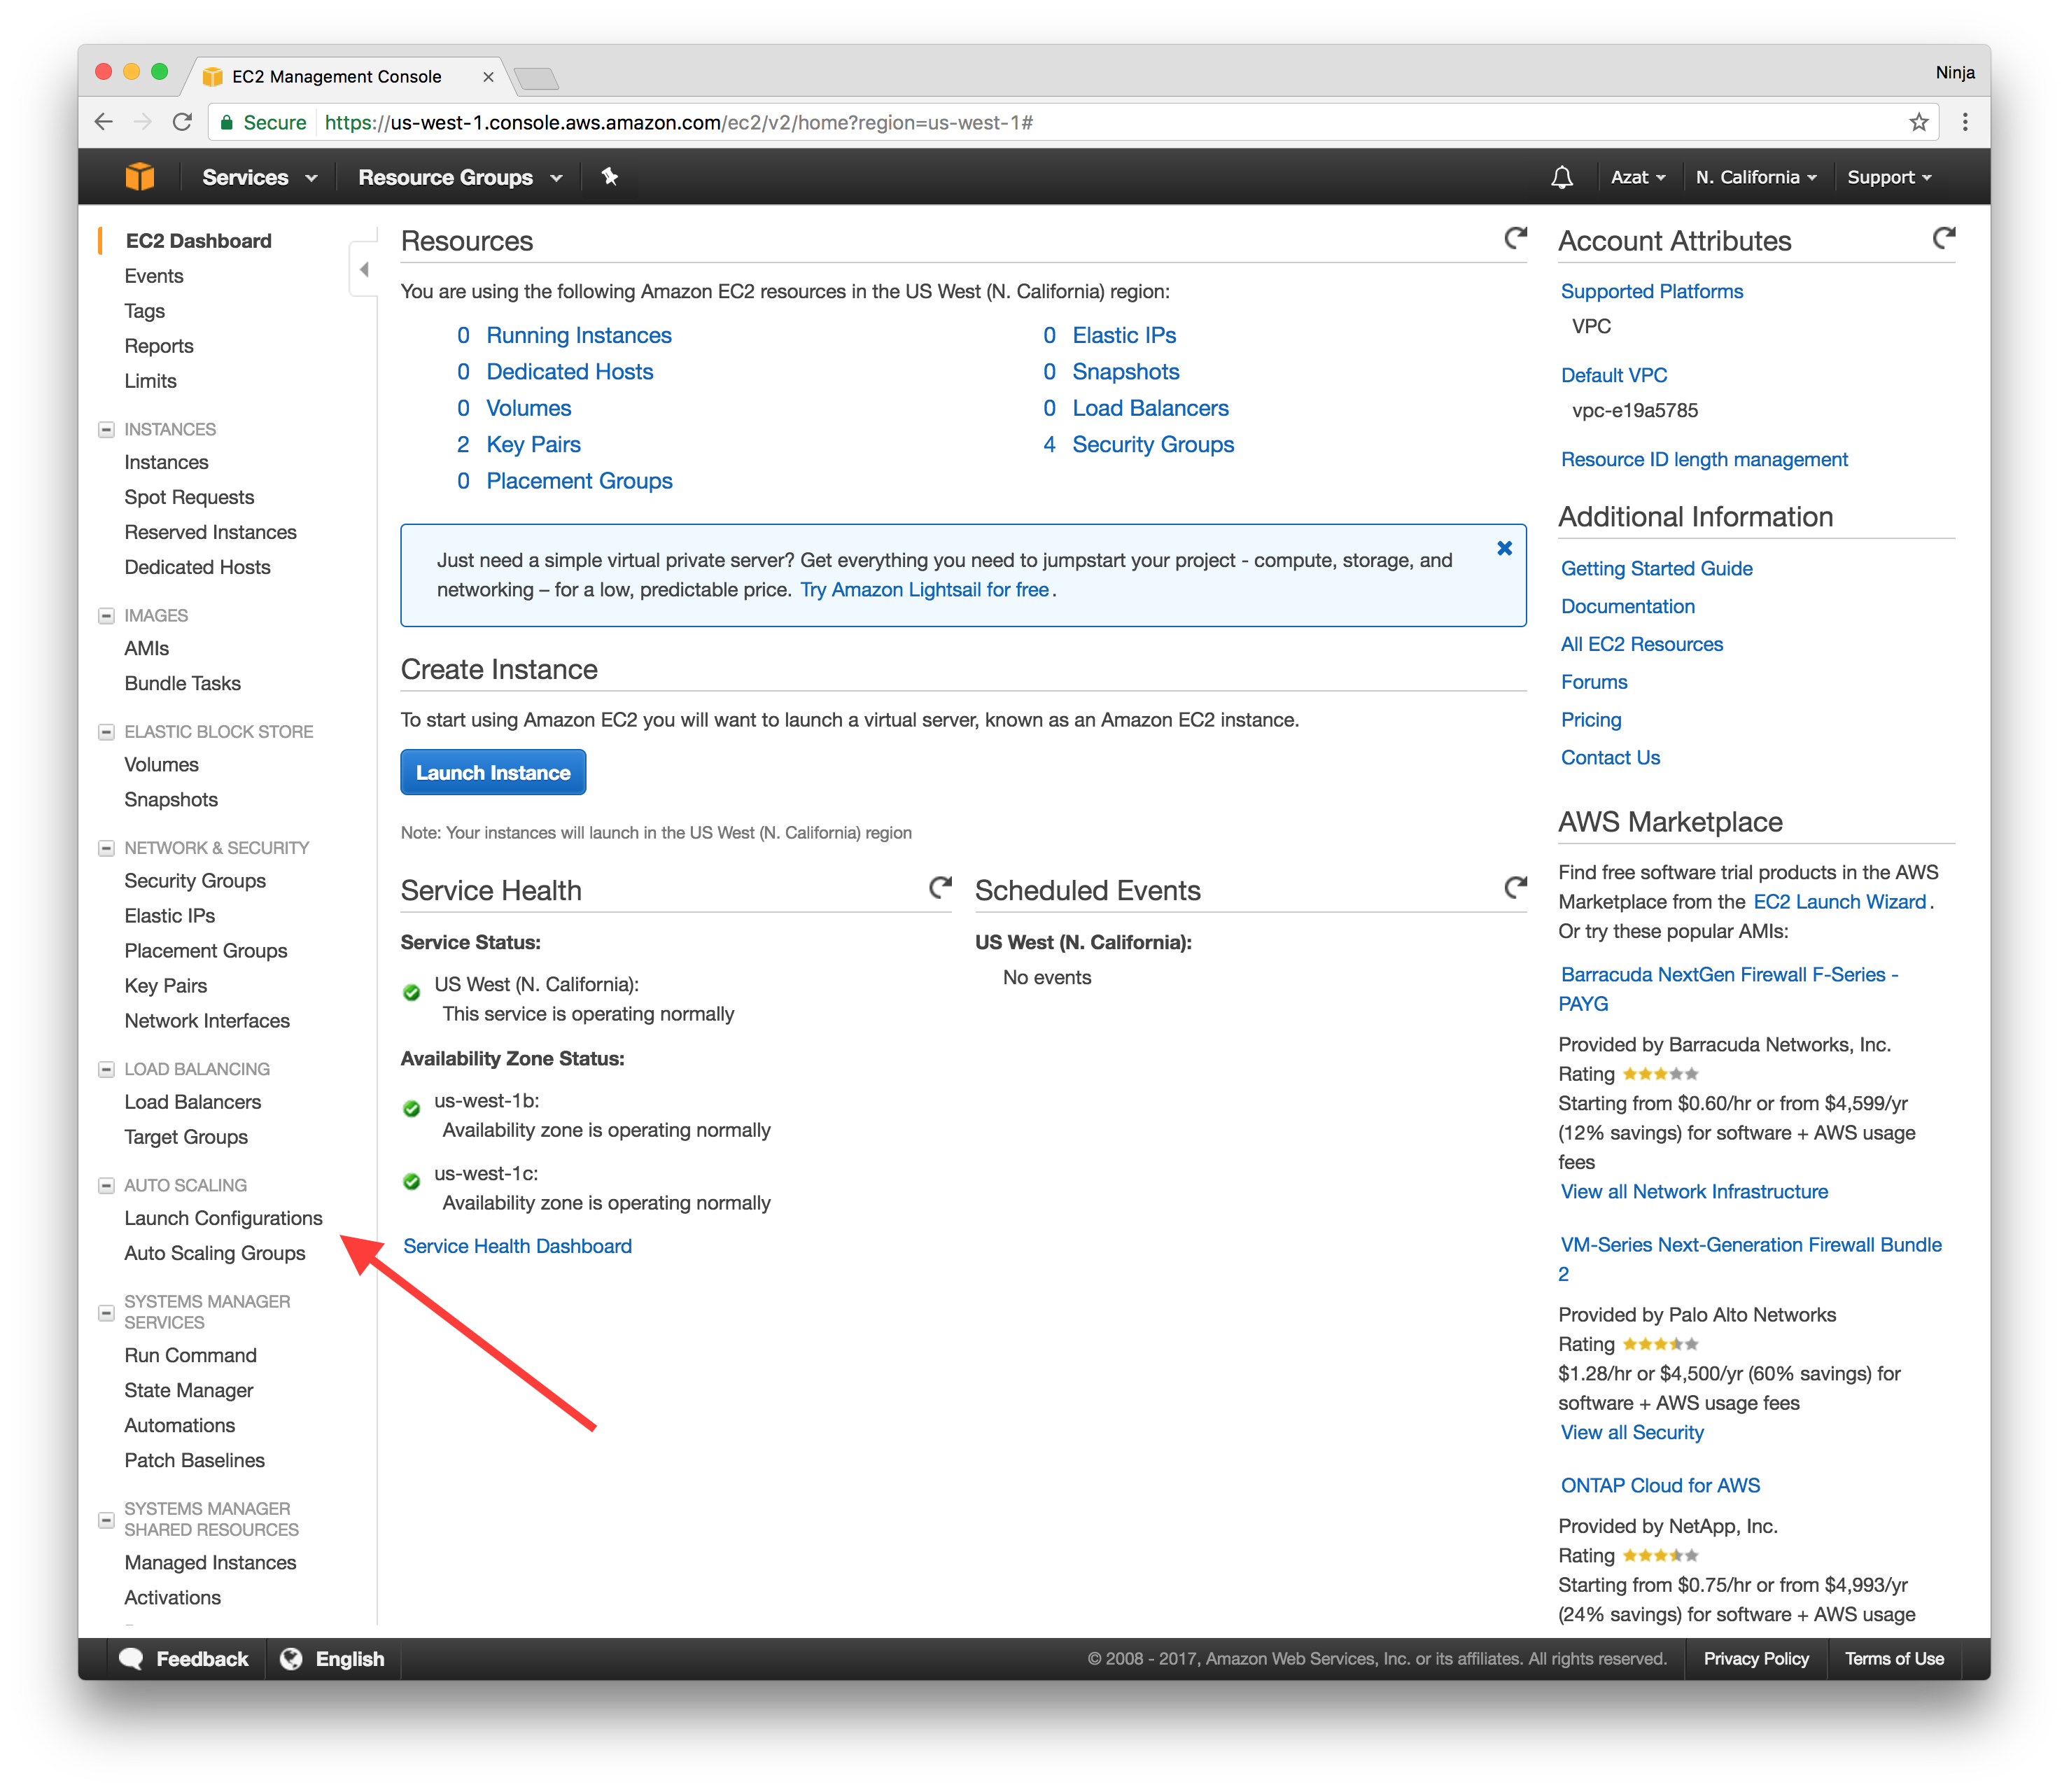 EC2 Management Console
Ninja
Secure
https://us-west-1.console.aws.amazon.com/ec2/v2/home?region=us-west-1#
Services
Resource Groups
Azat
N. California
Support
EC2 Dashboard
Events
Tags
Reports
Limits
INSTANCES
Instances
Spot Requests
Reserved Instances
Dedicated Hosts
IMAGES
AMIs
Bundle Tasks
ELASTIC BLOCK STORE
Volumes
Snapshots
NETWORK & SECURITY
Security Groups
Elastic IPs
Placement Groups
Key Pairs
Network Interfaces
LOAD BALANCING
Load Balancers
Target Groups
AUTO SCALING
Launch Configurations
Auto Scaling Groups
SYSTEMS MANAGER
SERVICES
Run Command
State Manager
Automations
Patch Baselines
SYSTEMS MANAGER
SHARED RESOURCES
Managed Instances
Activations
Resources
You are using the following Amazon EC2 resources in the US West (N. California) region:
0 Running Instances
0 Elastic IPs
0 Dedicated Hosts
0 Snapshots
0 Volumes
0 Load Balancers
2 Key Pairs
4 Security Groups
0 Placement Groups
Just need a simple virtual private server? Get everything you need to jumpstart your project - compute, storage, and
networking – for a low, predictable price. Try Amazon Lightsail for free.
Create Instance
To start using Amazon EC2 you will want to launch a virtual server, known as an Amazon EC2 instance.
Launch Instance
Note: Your instances will launch in the US West (N. California) region
Service Health
Service Status:
US West (N. California):
This service is operating normally
Availability Zone Status:
us-west-1b:
Availability zone is operating normally
us-west-1c:
Availability zone is operating normally
Service Health Dashboard
Scheduled Events
US West (N. California):
No events
Account Attributes
Supported Platforms
VPC
Default VPC
vpc-e19a5785
Resource ID length management
Additional Information
Getting Started Guide
Documentation
All EC2 Resources
Forums
Pricing
Contact Us
AWS Marketplace
Find free software trial products in the AWS
Marketplace from the EC2 Launch Wizard.
Or try these popular AMIs:
Barracuda NextGen Firewall F-Series -
PAYG
Provided by Barracuda Networks, Inc.
Rating
Starting from $0.60/hr or from $4,599/yr
(12% savings) for software + AWS usage
fees
View all Network Infrastructure
VM-Series Next-Generation Firewall Bundle
2
Provided by Palo Alto Networks
Rating
$1.28/hr or $4,500/yr (60% savings) for
software + AWS usage fees
View all Security
ONTAP Cloud for AWS
Provided by NetApp, Inc.
Rating
Starting from $0.75/hr or from $4,993/yr
(24% savings) for software + AWS usage
Feedback
English
© 2008 - 2017, Amazon Web Services, Inc. or its affiliates. All rights reserved.
Privacy Policy
Terms of Use